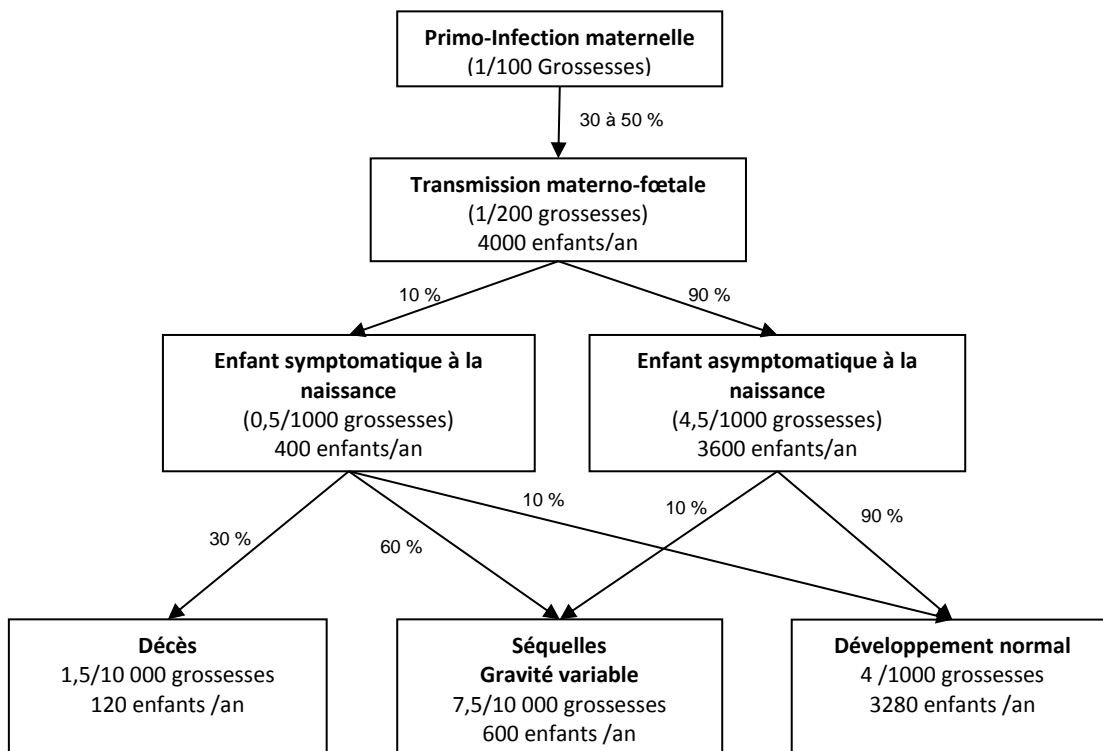 Primo-Infection maternelle
(1/100 Grossesses)
30 à 50 %
Transmission materno-fœtale
(1/200 grossesses)
4000 enfants/an
10 %
90 %
Enfant symptomatique à la
naissance
(0,5/1000 grossesses)
400 enfants/an
Enfant asymptomatique à la
naissance
(4,5/1000 grossesses)
3600 enfants/an
30 %
60 %
10 %
10 %
90 %
Décès
1,5/10 000 grossesses
120 enfants /an
Séquelles
Gravité variable
7,5/10 000 grossesses
600 enfants /an
Développement normal
4 /1000 grossesses
3280 enfants /an